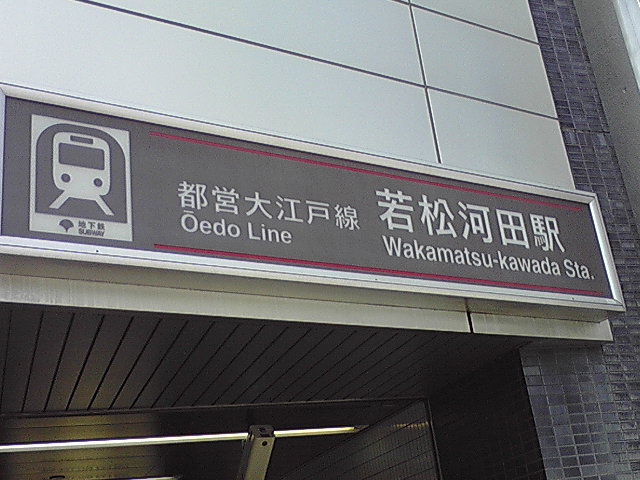 地下鉄
SUBWAY
都営大江戸線
Ōedo Line
若松河田駅
Wakamatsu-kawada Sta.